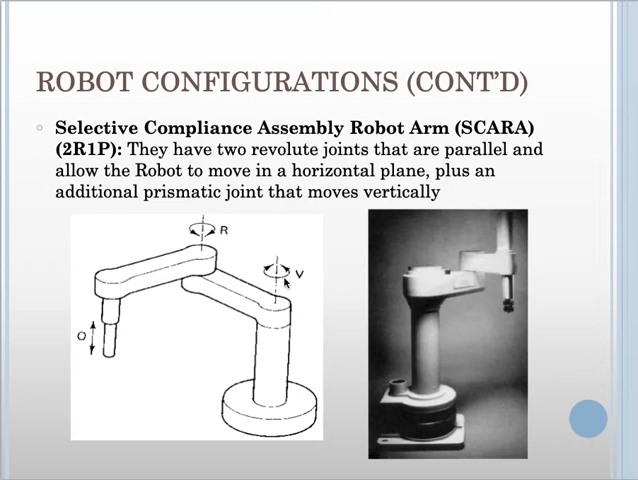 ROBOT CONFIGURATIONS (CONT'D)
Selective Compliance Assembly Robot Arm (SCARA)
(2R1P): They have two revolute joints that are parallel and
allow the Robot to move in a horizontal plane, plus an
additional prismatic joint that moves vertically
R
V
O